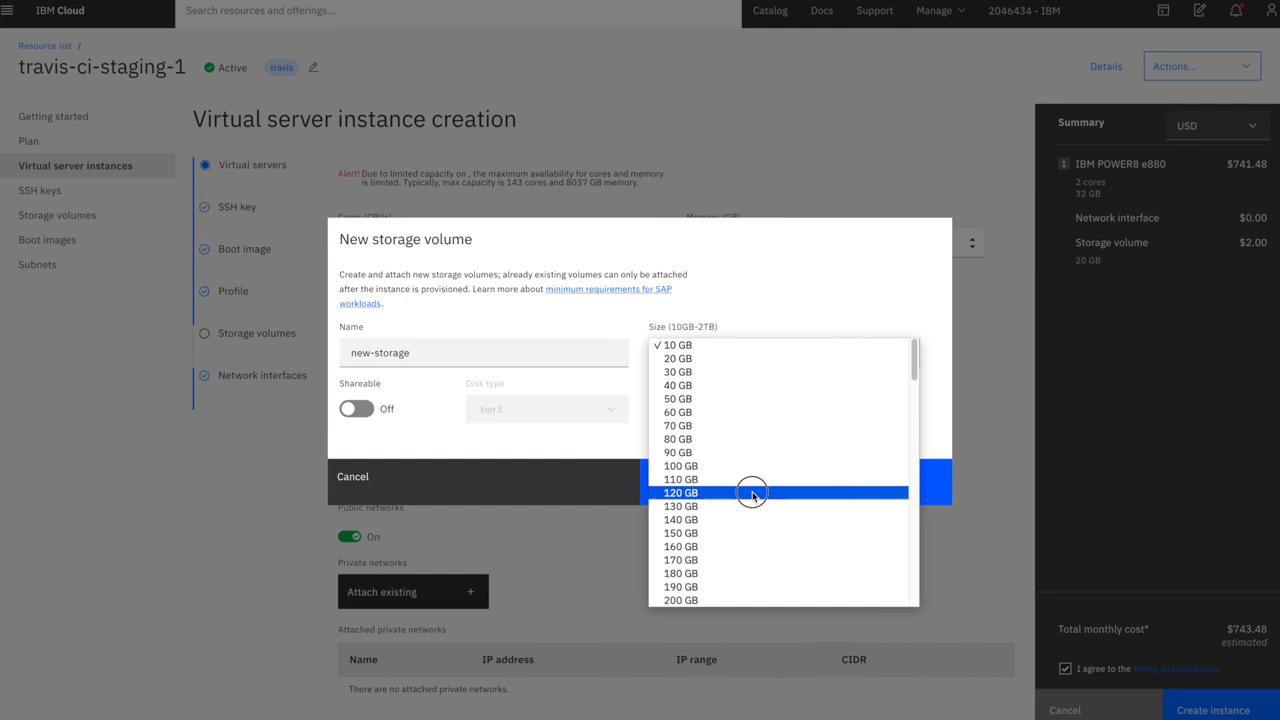 IBM Cloud
Search resources and offerings...
Catalog
Docs
Support
Manage
2046434 - IBM
Resource list /
travis-ci-staging-1
Active
travis
Details
Actions...
Getting started
Plan
Virtual server instances
SSH keys
Storage volumes
Boot images
Subnets
Virtual server instance creation
Virtual servers
SSH key
Boot image
Profile
Storage volumes
Network interfaces
Alert! Due to limited capacity on , the maximum availability for cores and memory
is limited. Typically, max capacity is 143 cores and 8037 GB memory.
New storage volume
Create and attach new storage volumes; already existing volumes can only be attached
after the instance is provisioned. Learn more about minimum requirements for SAP
workloads.
Name
new-storage
Shareable
Off
Disk type
tier3
Size (10GB-2TB)
✓ 10 GB
20 GB
30 GB
40 GB
50 GB
60 GB
70 GB
80 GB
90 GB
100 GB
110 GB
120 GB
130 GB
140 GB
150 GB
160 GB
170 GB
180 GB
190 GB
200 GB
Cancel
Public networks
On
Private networks
Attach existing +
Attached private networks
Name IP address IP range CIDR
There are no attached private networks.
Summary
USD
1 IBM POWER8 e880 $741.48
2 cores
32 GB
Network interface $0.00
Storage volume $2.00
20 GB
Total monthly cost* $743.48
estimated
I agree to the Terms and conditions
Cancel
Create instance